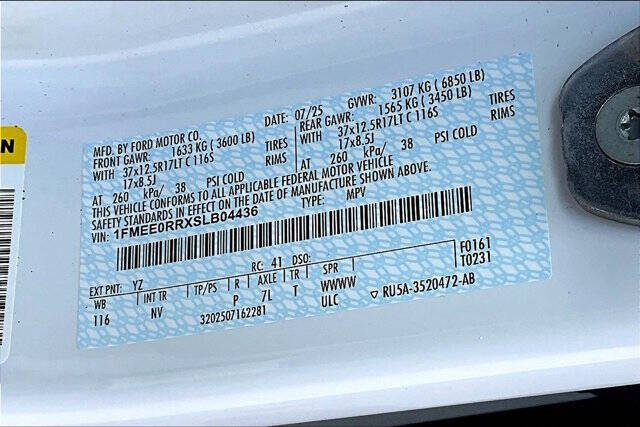 MFD. BY FORD MOTOR CO.
DATE: 07/25 GVWR: 3107 KG ( 6850 LB)
FRONT GAWR: 1633 KG ( 3600 LB) REAR GAWR: 1565 KG ( 3450 LB)
WITH 37x12.5R17LT C 116S TIRES WITH 37x12.5R17LT C 116S TIRES
17x8.5J RIMS 17x8.5J RIMS
AT 260 kPa/ 38 PSI COLD AT 260 kPa/ 38 PSI COLD
THIS VEHICLE CONFORMS TO ALL APPLICABLE FEDERAL MOTOR VEHICLE
SAFETY STANDARDS IN EFFECT ON THE DATE OF MANUFACTURE SHOWN ABOVE.
VIN: 1FMEE0RRXSLB04436 TYPE: MPV
F0161
T0231
EXT PNT: YZ RC: 41 DSO:
WB INT TR TP/PS R AXLE TR SPR
116 NV P 7L T WWWW
3202507162281 ULC ▽ RU5A-3520472-AB